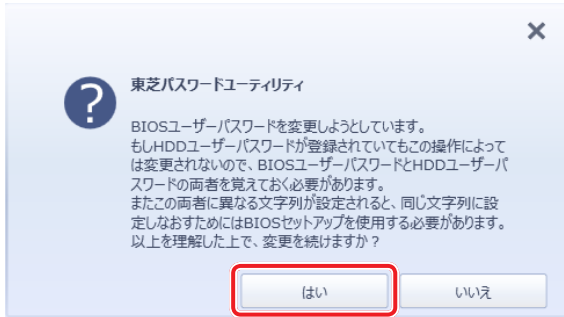 東芝パスワードユーティリティ
BIOSユーザーパスワードを変更しようとしています。
もしHDDユーザーパスワードが登録されていてもこの操作によって
は変更されないので、BIOSユーザーパスワードとHDDユーザーパ
スワードの両者を覚えておく必要があります。
またこの両者に異なる文字列が設定されると、同じ文字列に設
定しなおすためにはBIOSセットアップを使用する必要があります。
以上を理解した上で、変更を続けますか？
はい
いいえ